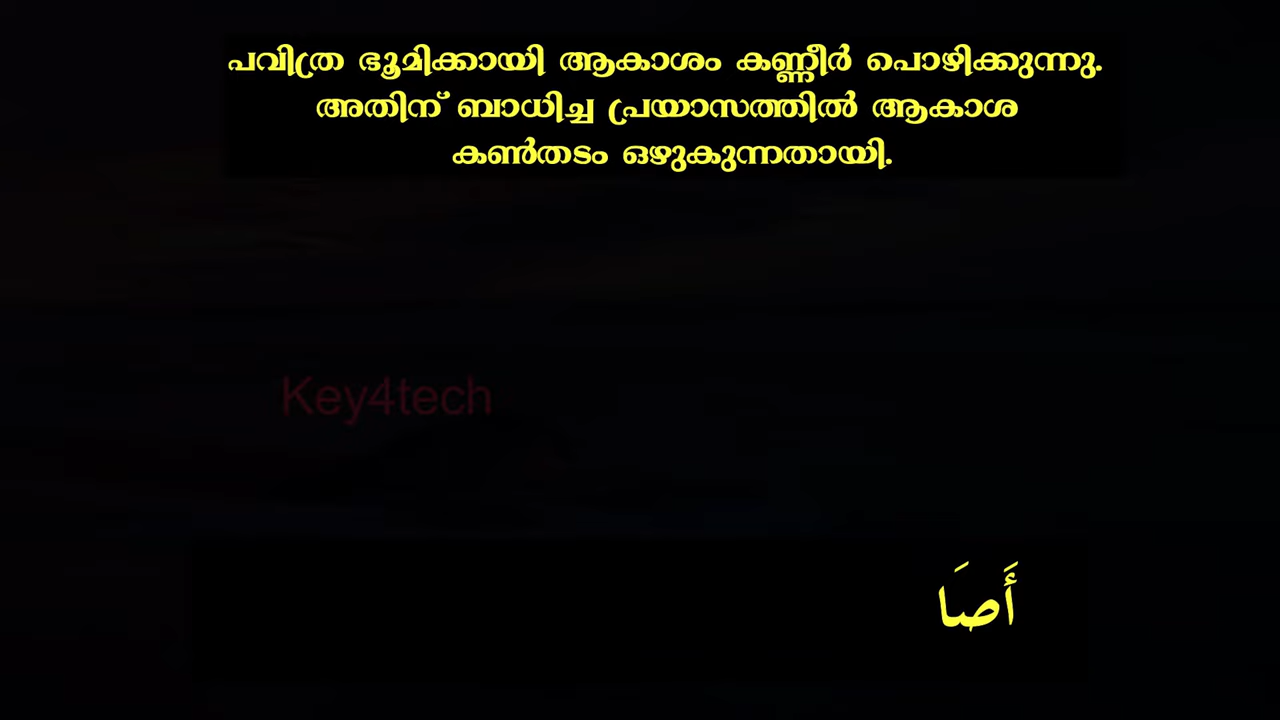 പവിത്ര ഭൂമിക്കായി ആകാശം കണ്ണീർ പൊഴിക്കുന്നു.
അതിന് ബാധിച്ച പ്രയാസത്തിൽ ആകാശ
കൺതടം ഒഴുകുന്നതായി.
Key4tech
أَصَا